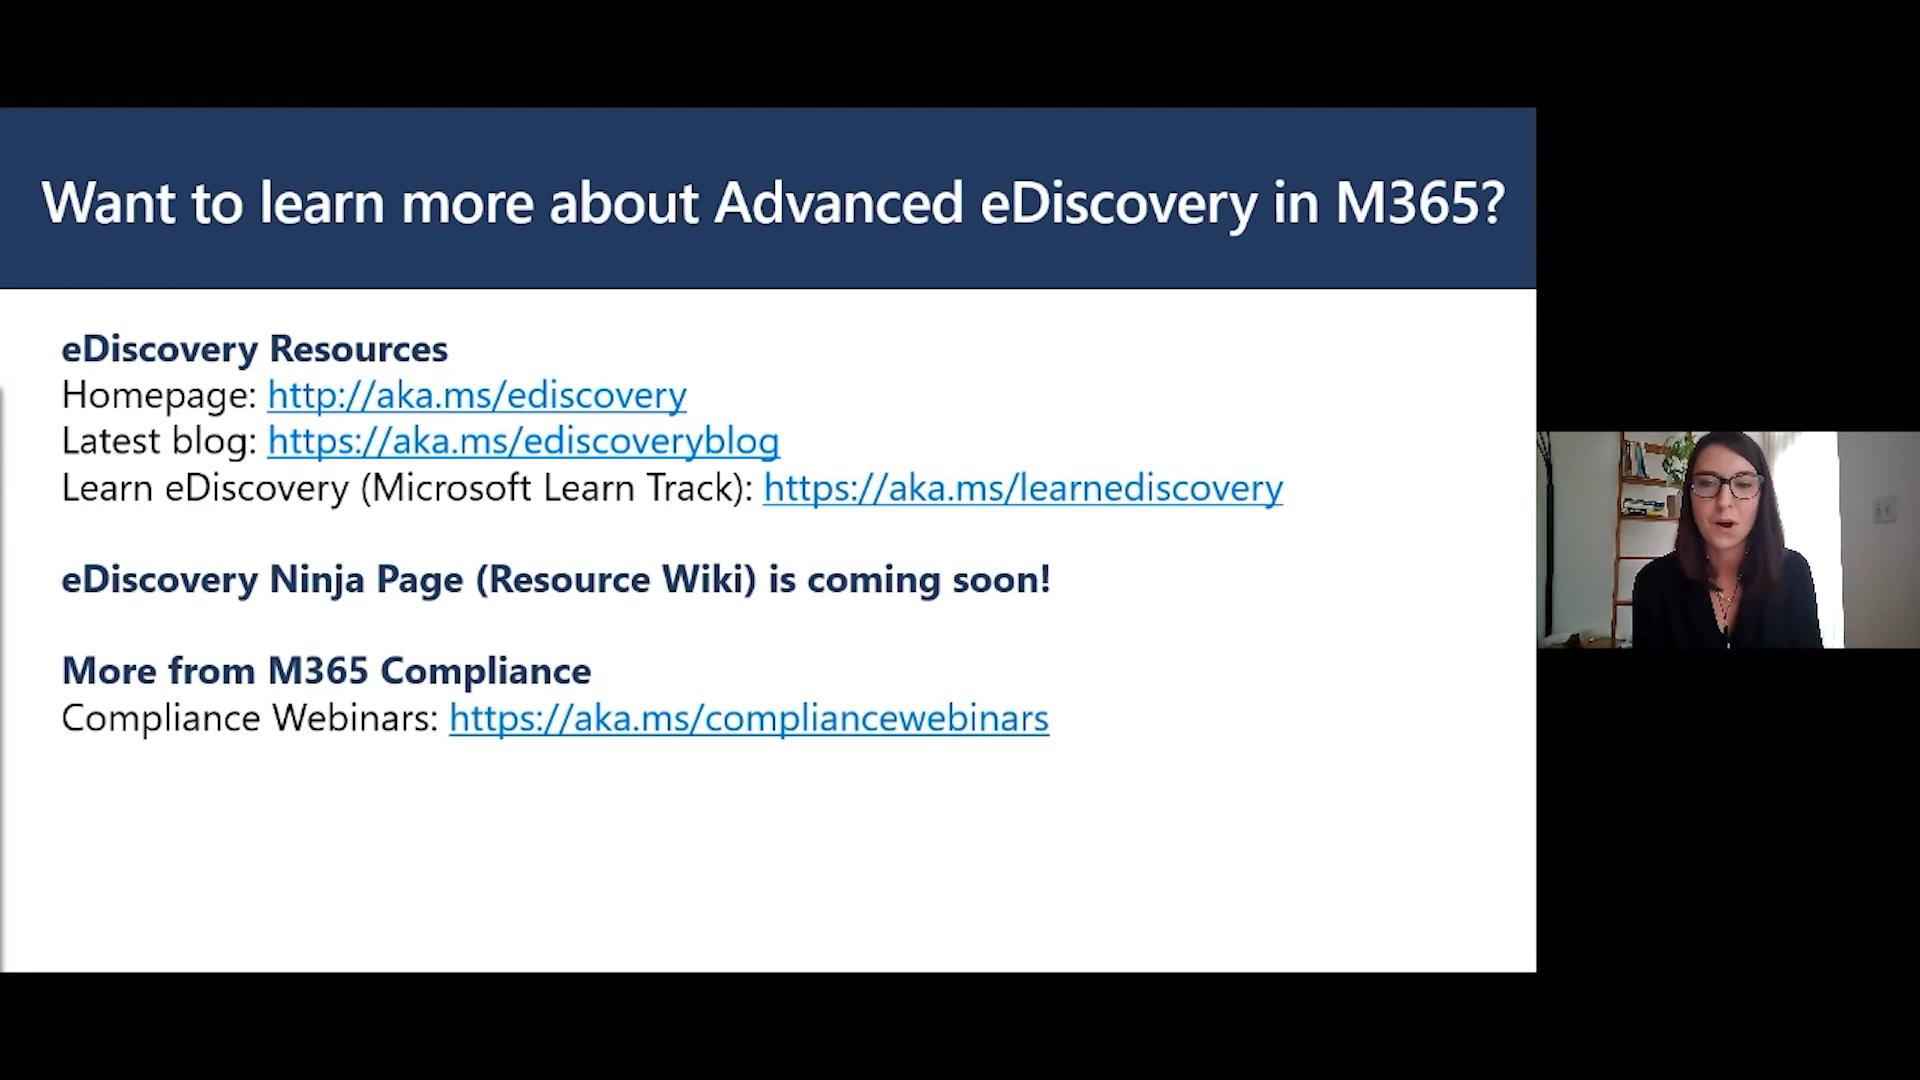 Want to learn more about Advanced eDiscovery in M365?
eDiscovery Resources
Homepage: http://aka.ms/ediscovery
Latest blog: https://aka.ms/ediscoveryblog
Learn eDiscovery (Microsoft Learn Track): https://aka.ms/learnediscovery
eDiscovery Ninja Page (Resource Wiki) is coming soon!
More from M365 Compliance
Compliance Webinars: https://aka.ms/compliancewebinars